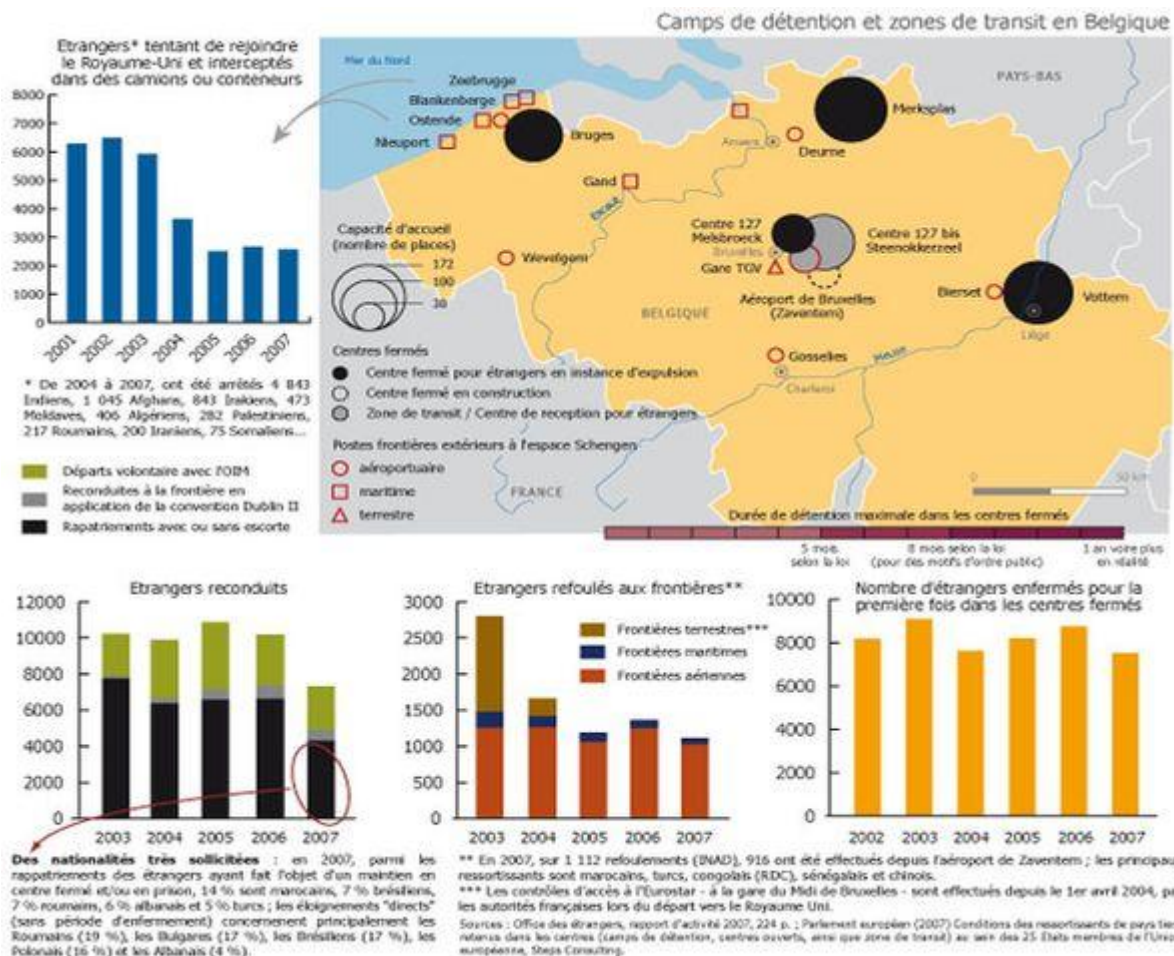 Camps de détention et zones de transit en Belgique
Etrangers* tentant de rejoindre
le Royaume-Uni et interceptés
dans des camions ou conteneurs
8000
7000
6000
5000
4000
3000
2000
1000
0
2001 2002 2003 2004 2005 2006 2007
* De 2004 à 2007, ont été arrêtés 4 843
Indiens, 1 045 Afghans, 843 Irakiens, 473
Moldaves, 406 Algériens, 282 Palestiniens,
217 Roumains, 200 Iraniens, 75 Somaliens...
Départs volontaire avec l'OIM
Reconduites à la frontière en
application de la convention Dublin II
Rapatriements avec ou sans escorte
Mer du Nord
PAYS-BAS
Zeebrugge
Blankenberge
Ostende
Nieuport
Bruges
Merksplas
Anvers
Deurne
Gand
Escaut
Capacité d'accueil
(nombre de places)
172
100
30
Wevelgem
Centre 127
Melsbroeck
Bruxelles
Gare TGV
Centre 127 bis
Steenokkerzeel
Aéroport de Bruxelles
(Zaventem)
BELGIQUE
Bierset
Vottem
Liège
Gosselies
Meuse
Charleroi
Centres fermés
Centre fermé pour étrangers en instance d'expulsion
Centre fermé en construction
Zone de transit / Centre de reception pour étrangers
Postes frontières extérieurs à l'espace Schengen
aéroportuaire
maritime
terrestre
FRANCE
0 50 km
Durée de détention maximale dans les centres fermés
5 mois
selon la loi
8 mois selon la loi
(pour des motifs d'ordre public)
1 an voire plus
en réalité
Etrangers reconduits
12000
10000
8000
6000
4000
2000
0
2003 2004 2005 2006 2007
Etrangers refoulés aux frontières**
3000
2500
2000
1500
1000
500
0
2003 2004 2005 2006 2007
Frontières terrestres***
Frontières maritimes
Frontières aériennes
Nombre d'étrangers enfermés pour la
première fois dans les centres fermés
10000
8000
6000
4000
2000
0
2002 2003 2004 2005 2006 2007
Des nationalités très sollicitées : en 2007, parmi les
rappatriements des étrangers ayant fait l'objet d'un maintien en
centre fermé et/ou en prison, 14 % sont marocains, 7 % brésiliens,
7 % roumains, 6 % albanais et 5 % turcs ; les éloignements "directs"
(sans période d'enfermement) concernent principalement les
Roumains (19 %), les Bulgares (17 %), les Brésiliens (17 %), les
Polonais (16 %) et les Albanais (4 %).
** En 2007, sur 1 112 refoulements (INAD), 916 ont été effectués depuis l'aéroport de Zaventem ; les principaux
ressortissants sont marocains, turcs, congolais (RDC), sénégalais et chinois.
*** Les contrôles d'accès à l'Eurostar - à la gare du Midi de Bruxelles - sont effectués depuis le 1er avril 2004, pa
les autorités françaises lors du départ vers le Royaume Uni.
Sources : Office des étrangers, rapport d'activité 2007, 224 p. ; Parlement européen (2007) Conditions des ressortissants de pays tier
retenus dans les centres (camps de détention, centres ouverts, ainsi que zone de transit) au sein des 25 Etats membres de l'Union
européenne, Steps Consulting.